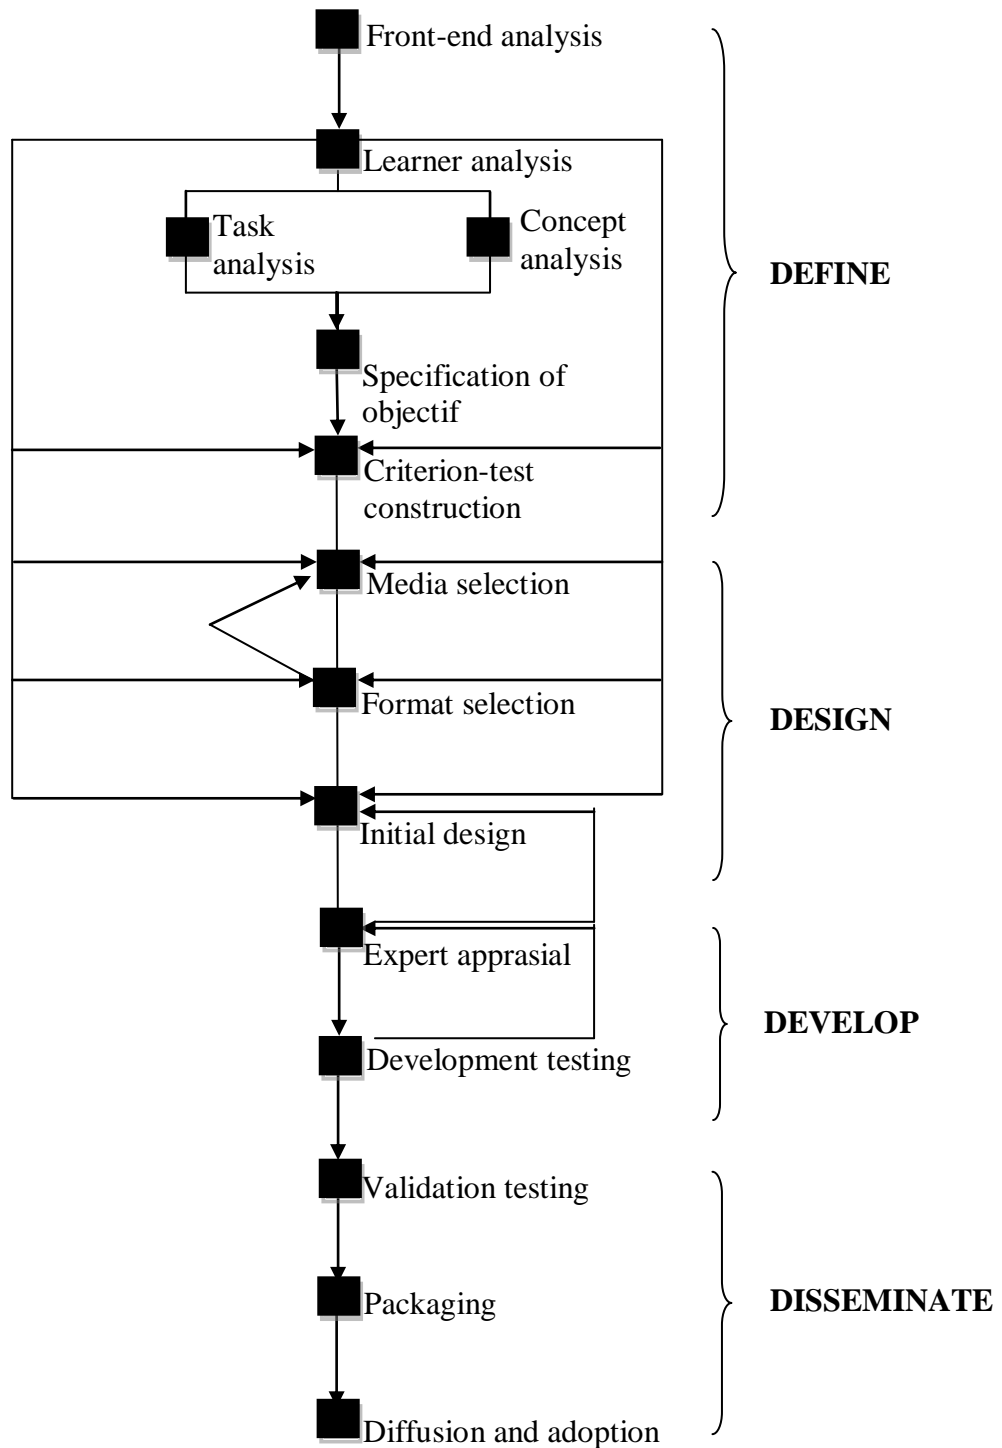 Front-end analysis
Learner analysis
Task
analysis
Concept
analysis
DEFINE
Specification of
objectif
Criterion-test
construction
Media selection
Format selection
DESIGN
Initial design
Expert apprasial
DEVELOP
Development testing
Validation testing
Packaging
DISSEMINATE
Diffusion and adoption